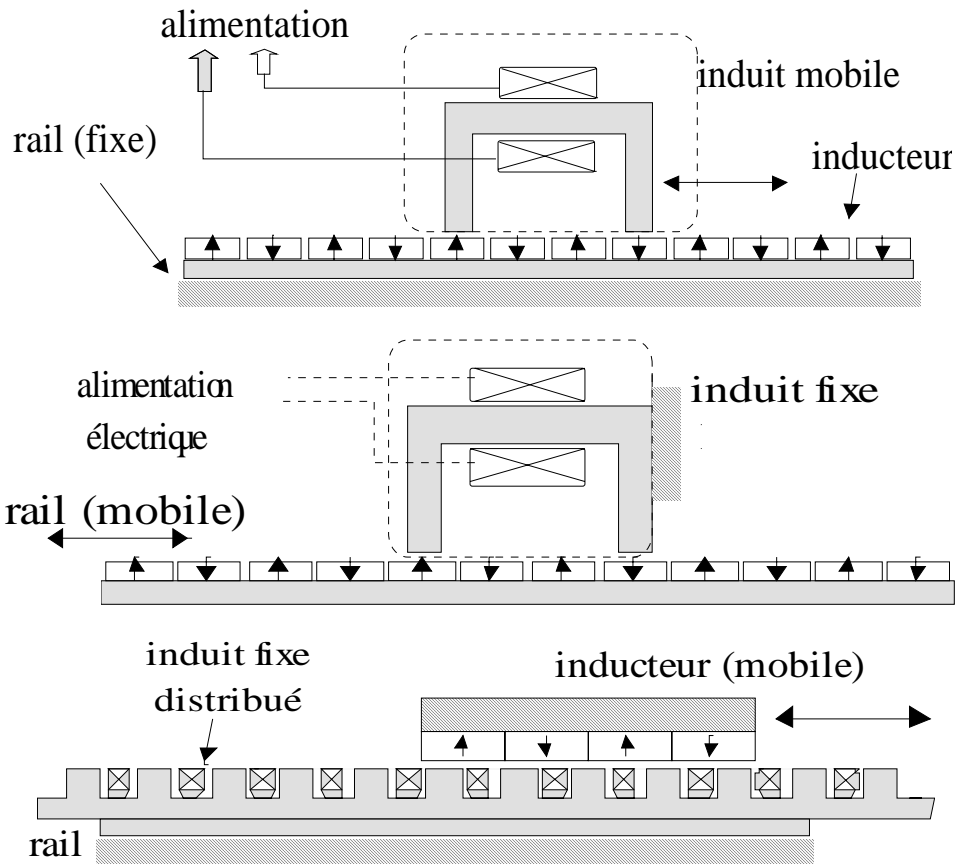 alimentation
induit mobile
rail (fixe)
inducteur
alimentation
électrique
induit fixe
rail (mobile)
induit fixe
distribué
inducteur (mobile)
rail